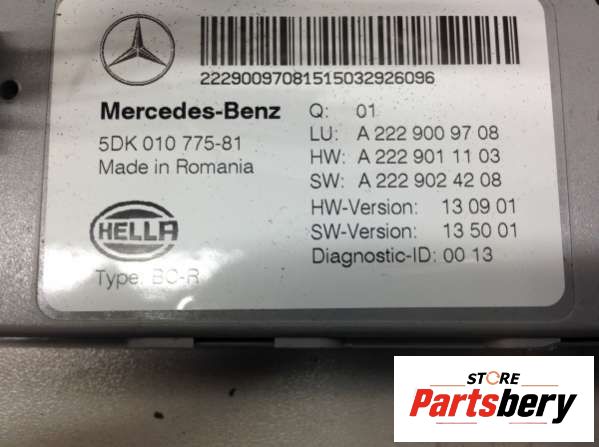 22290097081515032926096
Mercedes-Benz
5DK 010 775-81
Made in Romania
Q: 01
LU: A 222 900 97 08
HW: A 222 901 11 03
SW: A 222 902 42 08
HW-Version: 13 09 01
SW-Version: 13 50 01
Diagnostic-ID: 00 13
HELLA
Type: BC-R
STORE
Partsbery